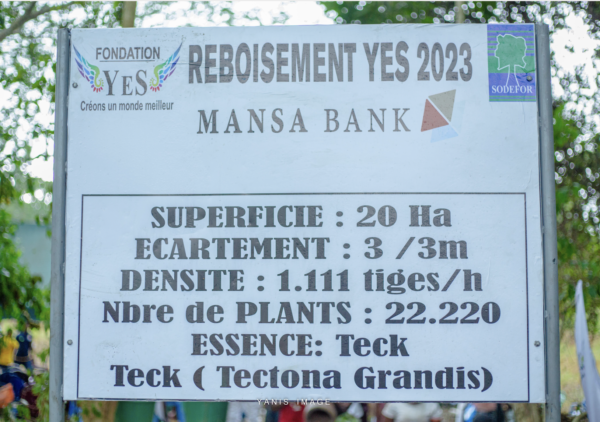 FONDATION
YES
Créons un monde meilleur
REBOISEMENT YES 2023
SODEFOR
MANSA BANK
SUPERFICIE : 20 Ha
ECARTEMENT : 3 /3m
DENSITE : 1.111 tiges/h
Nbre de PLANTS : 22.220
ESSENCE: Teck
Teck ( Tectona Grandis)
YANIS IMAGE